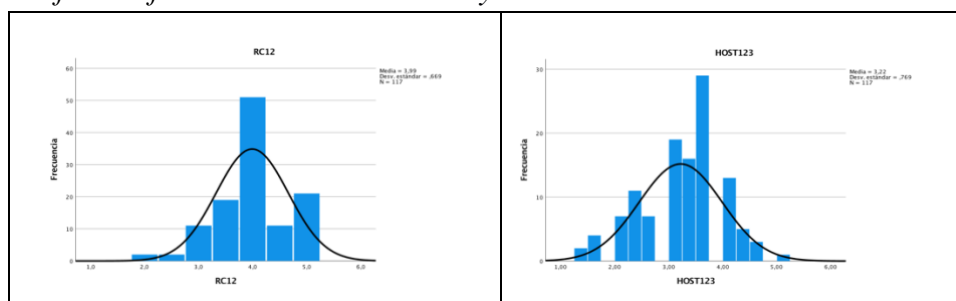 RC12
Media = 3,99
Desv. estándar = ,669
N = 117
Frecuencia
60
50
40
30
20
10
0
1,0 2,0 3,0 4,0 5,0 6,0
RC12
HOST123
Media = 3,22
Desv. estándar = ,769
N = 117
Frecuencia
30
20
10
0
1,00 2,00 3,00 4,00 5,00 6,00
HOST123